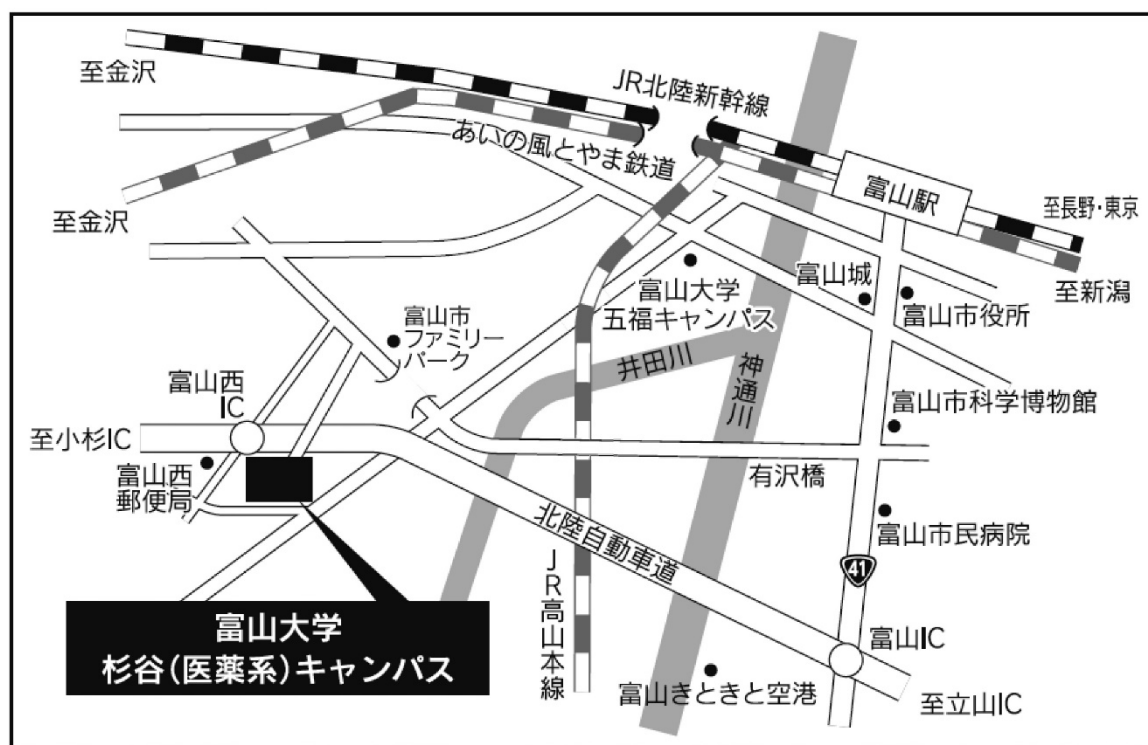 至金沢
JR北陸新幹線
あいの風とやま鉄道
富山駅
至長野・東京
至金沢
至新潟
富山城
富山市役所
富山大学
五福キャンパス
富山市
ファミリー
パーク
井田川
神通川
富山西
IC
富山市科学博物館
至小杉IC
富山西
郵便局
有沢橋
北陸自動車道
富山市民病院
41
JR高山本線
富山大学
杉谷(医薬系)キャンパス
富山IC
富山きときと空港
至立山IC